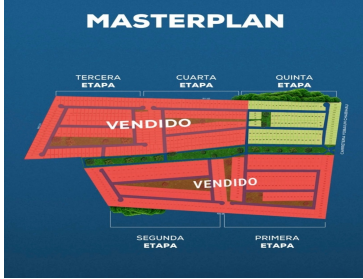 MASTERPLAN
TERCERA
ETAPA
CUARTA
ETAPA
QUINTA
ETAPA
VENDIDO
VENDIDO
SEGUNDA
ETAPA
PRIMERA
ETAPA